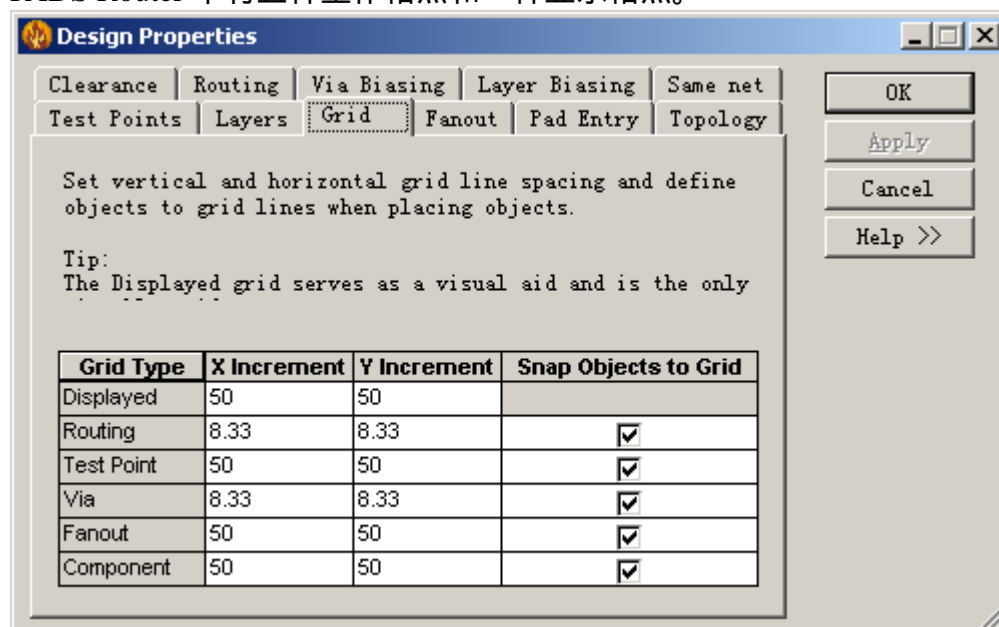 Design Properties
Clearance Routing Via Biasing Layer Biasing Same net
Test Points Layers Grid Fanout Pad Entry Topology
OK
Apply
Cancel
Help >>
Set vertical and horizontal grid line spacing and define
objects to grid lines when placing objects.
Tip:
The Displayed grid serves as a visual aid and is the only
Grid Type X Increment Y Increment Snap Objects to Grid
Displayed 50 50
Routing 8.33 8.33
Test Point 50 50
Via 8.33 8.33
Fanout 50 50
Component 50 50